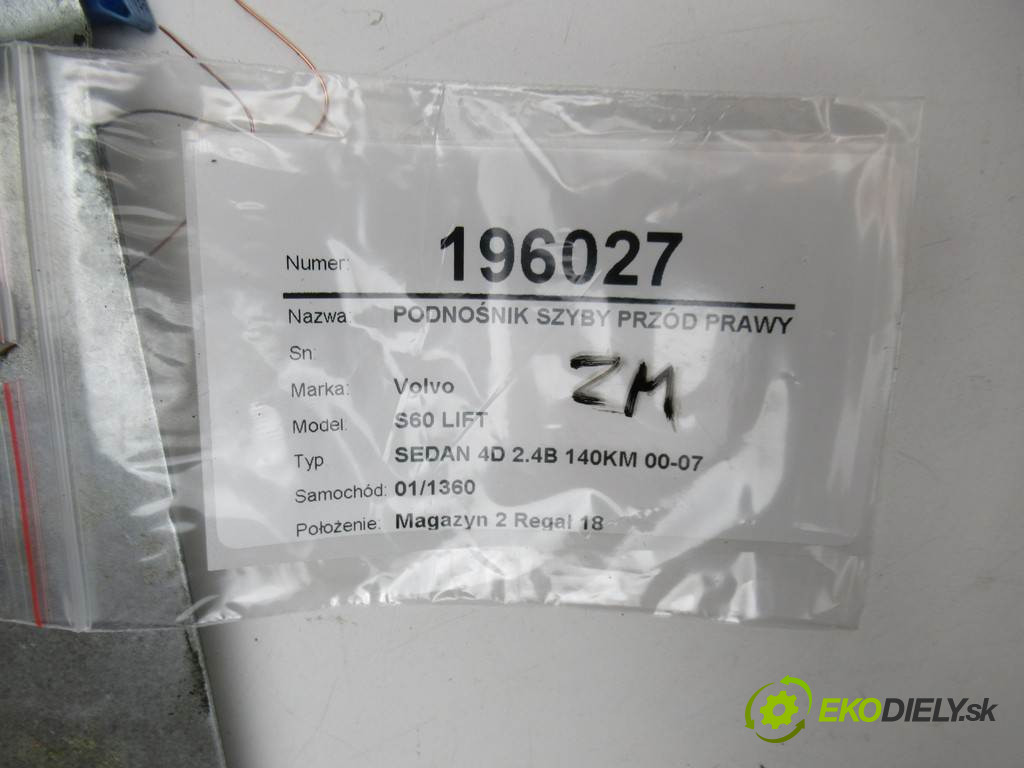 Numer: 196027
Nazwa: PODNOŚNIK SZYBY PRZÓD PRAWY
Sn:
Marka: Volvo
ZM
Model: S60 LIFT
Typ SEDAN 4D 2.4B 140KM 00-07
Samochód: 01/1360
Położenie: Magazyn 2 Regal 18
EKODIELY.sk